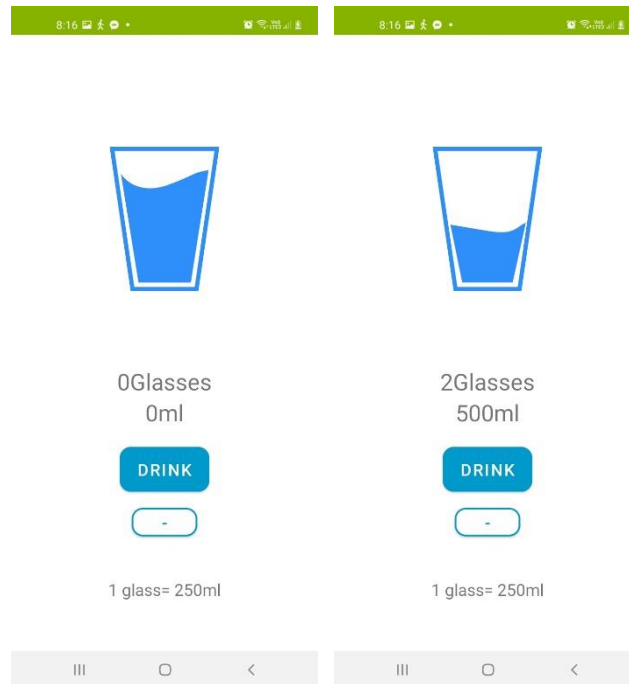 8:16
0Glasses
0ml
DRINK
-
1 glass= 250ml
8:16
2Glasses
500ml
DRINK
-
1 glass= 250ml